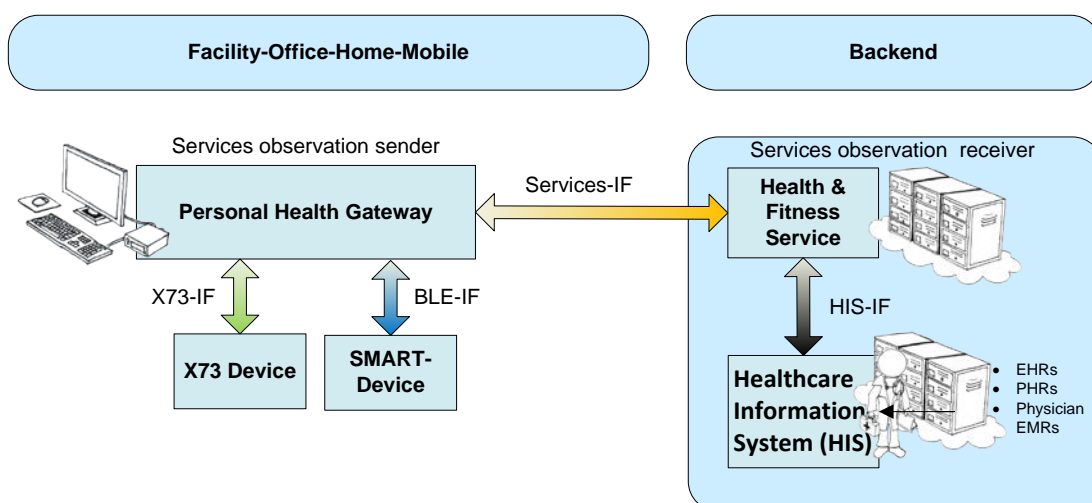 Facility-Office-Home-Mobile
Backend
Services observation sender
Personal Health Gateway
Services-IF
Services observation receiver
Health &
Fitness
Service
X73-IF
BLE-IF
HIS-IF
X73 Device
SMART-
Device
Healthcare
Information
System (HIS)
• EHRs
• PHRs
• Physician
EMRs